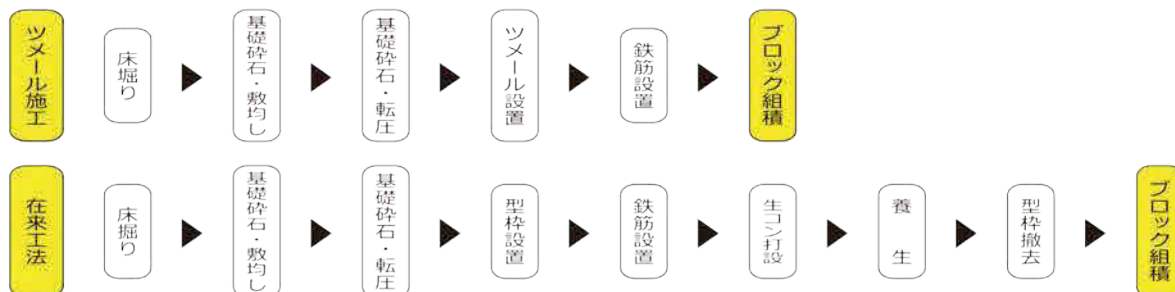 ツメール施工
床堀り
基礎砕石・敷均し
基礎砕石・転圧
ツメール設置
鉄筋設置
ブロック組積
在来工法
床堀り
基礎砕石・敷均し
基礎砕石・転圧
型枠設置
鉄筋設置
生コン打設
養生
型枠撤去
ブロック組積